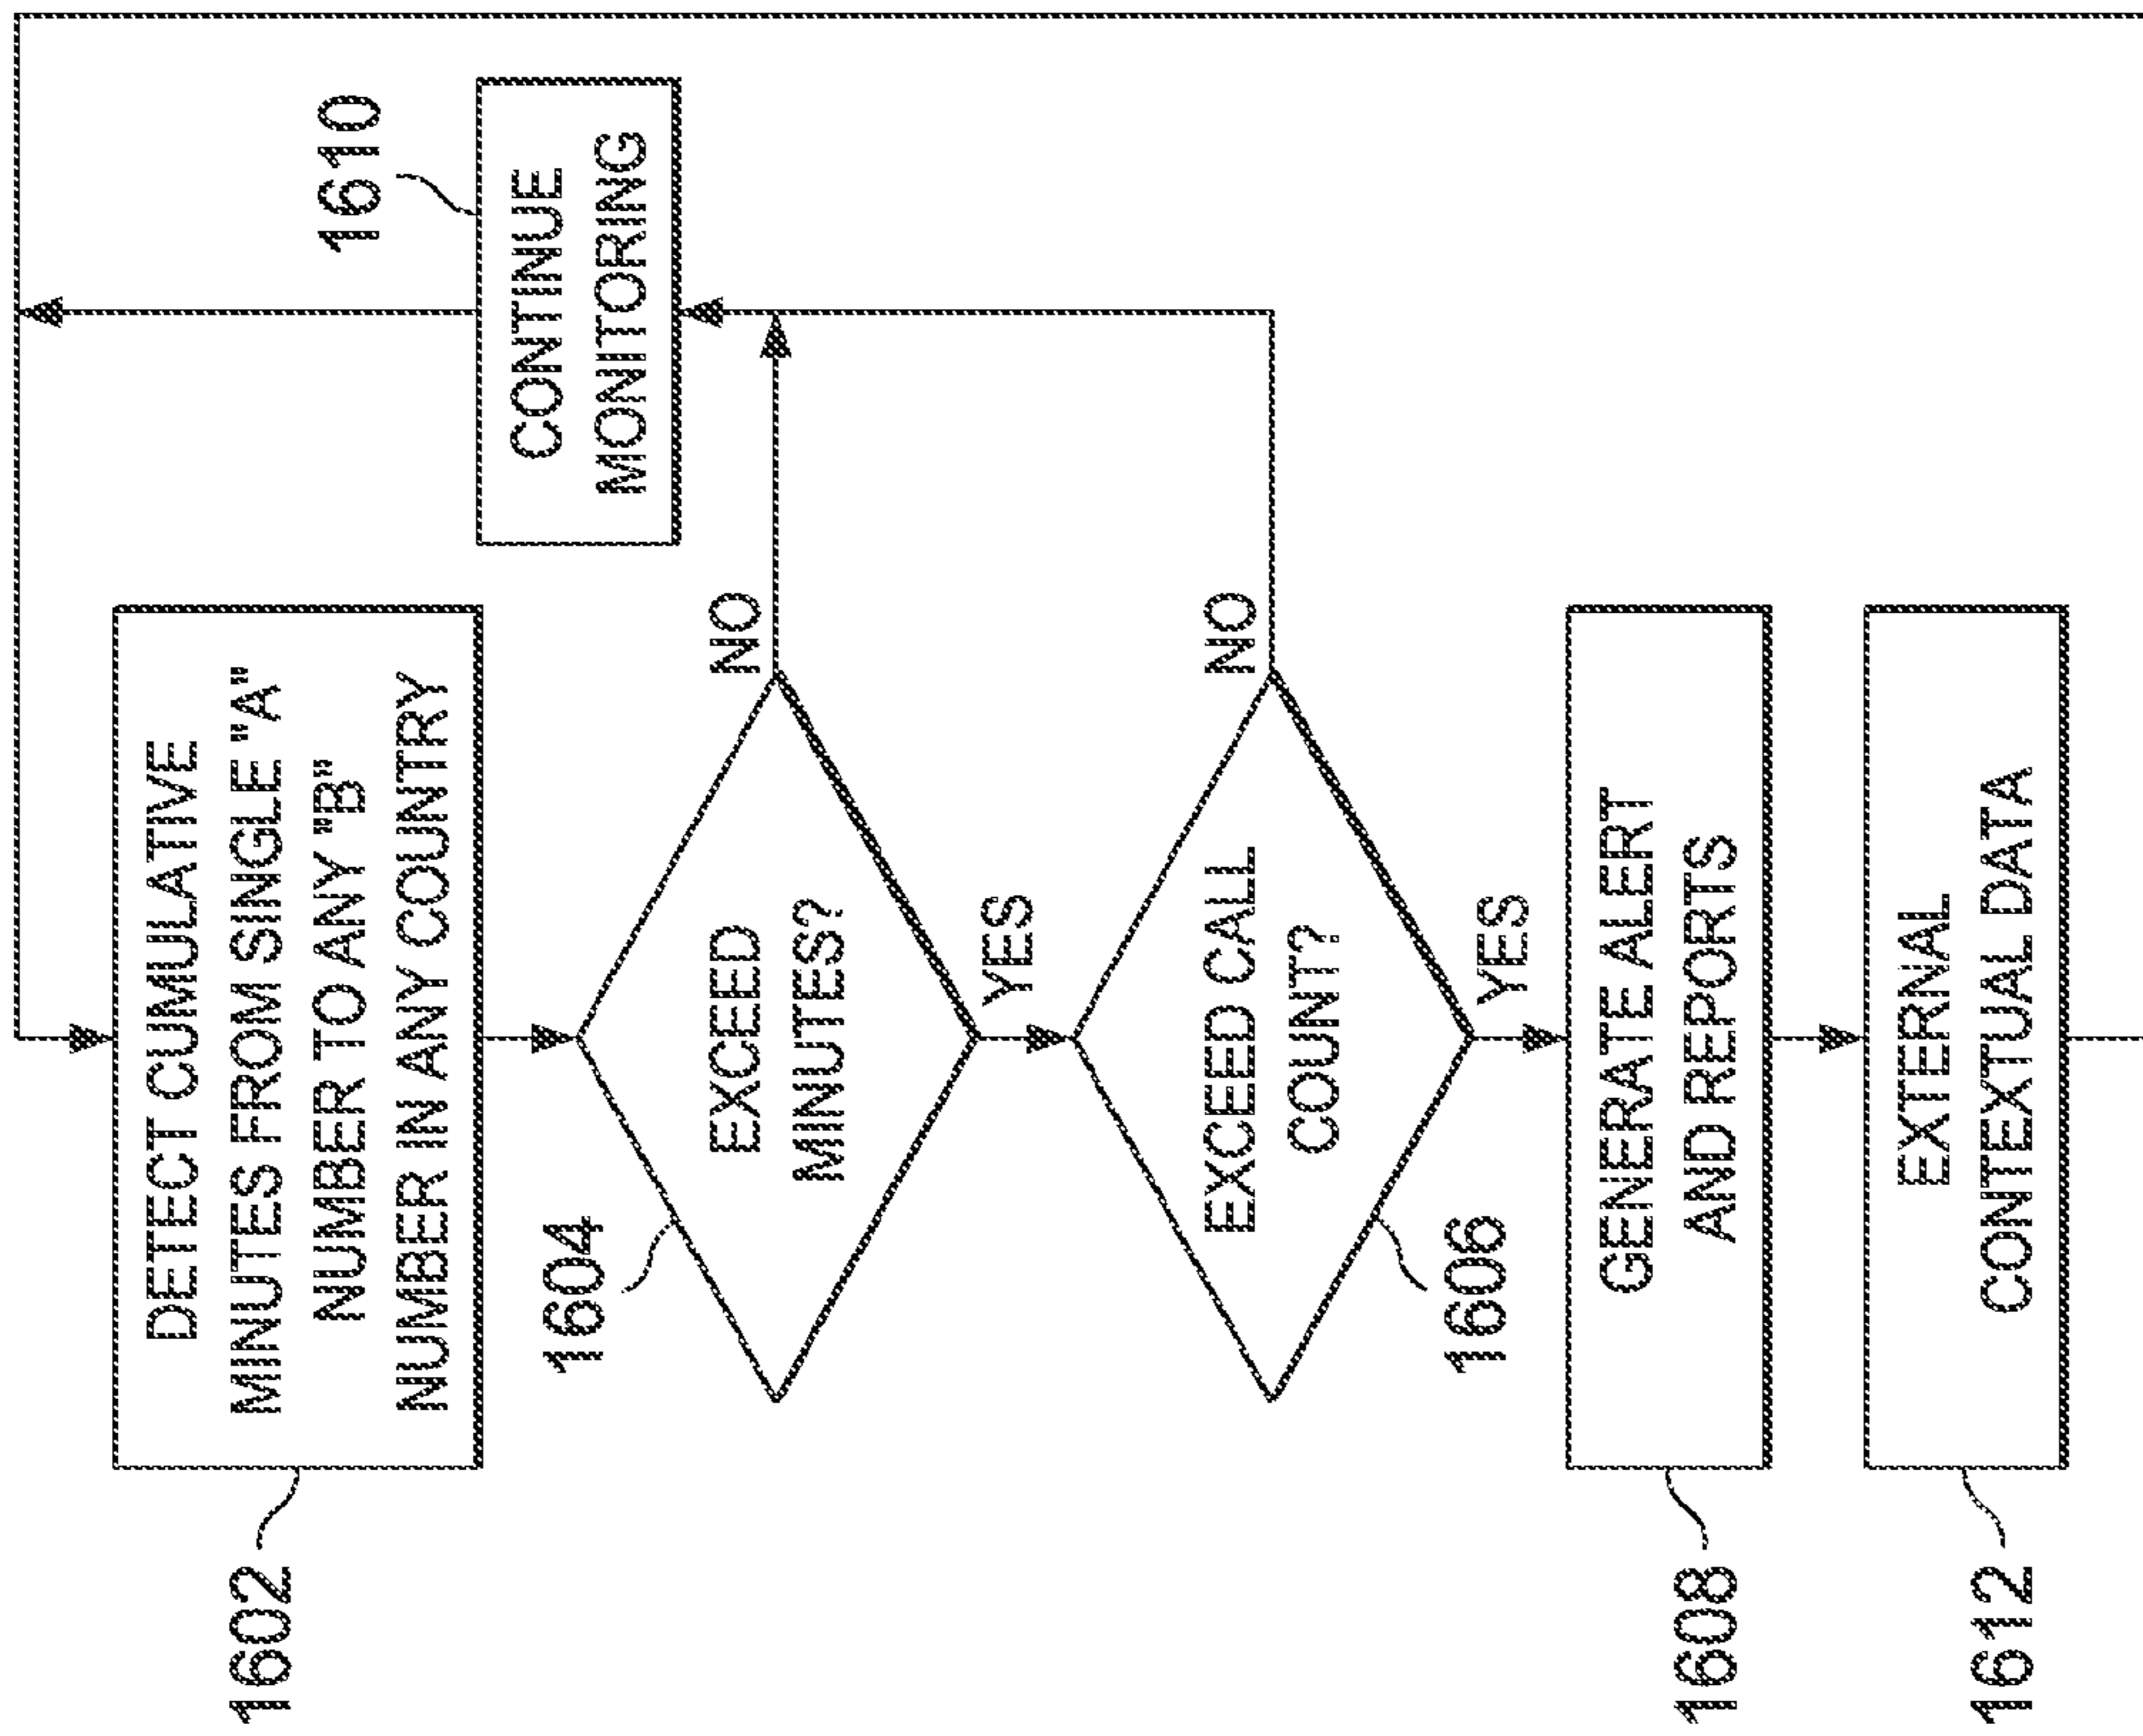 1602
DETECT CUMULATIVE
MINUTES FROM SINGLE "A"
NUMBER TO ANY "B"
NUMBER IN ANY COUNTRY
1604
EXCEED
MINUTES?
NO
YES
1610
CONTINUE
MONITORING
EXCEED CALL
COUNT?
1606
NO
YES
1608
GENERATE ALERT
AND REPORTS
1612
EXTERNAL
CONTEXTUAL DATA